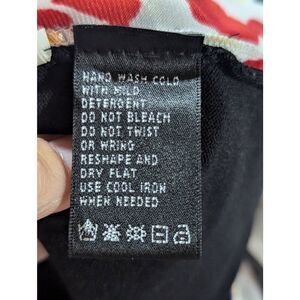 HAND WASH COLD
WITH MILD
DETERGENT
DO NOT BLEACH
DO NOT TWIST
OR WRING
RESHAPE AND
DRY FLAT
USE COOL IRON
WHEN NEEDED